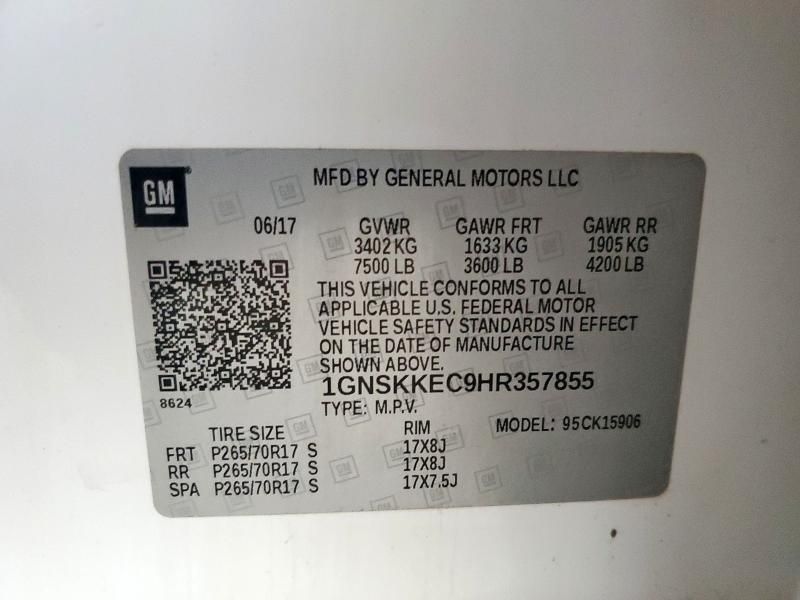 GM
MFD BY GENERAL MOTORS LLC
06/17 GVWR GAWR FRT GAWR RR
3402 KG 1633 KG 1905 KG
7500 LB 3600 LB 4200 LB
THIS VEHICLE CONFORMS TO ALL
APPLICABLE U.S. FEDERAL MOTOR
VEHICLE SAFETY STANDARDS IN EFFECT
ON THE DATE OF MANUFACTURE
SHOWN ABOVE.
1GNSKKEC9HR357855
8624
TYPE: M.P.V.
TIRE SIZE RIM MODEL: 95CK15906
FRT P265/70R17 S 17X8J
RR P265/70R17 S 17X8J
SPA P265/70R17 S 17X7.5J